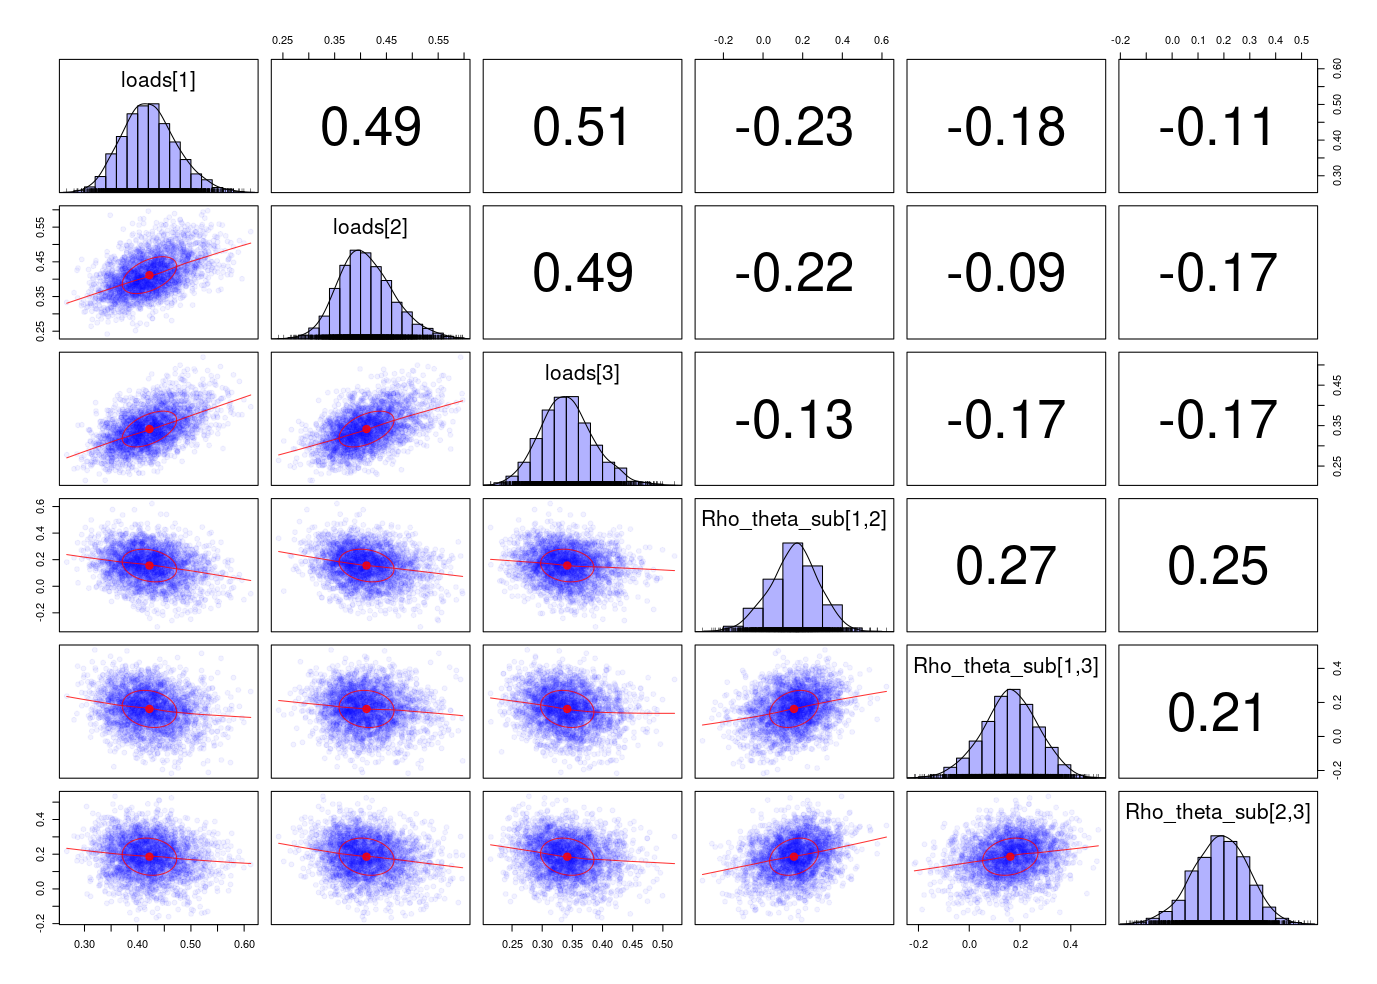 0.25 0.35 0.45 0.55 -0.2 0.0 0.2 0.4 0.6 -0.2 0.0 0.1 0.2 0.3 0.5
loads[1] 0.49 0.51 -0.23 -0.18 -0.11 0.30 0.40 0.50 0.60
0.25 0.35 0.45 0.55 loads[2] 0.49 -0.22 -0.09 -0.17
loads[3] -0.13 -0.17 -0.17 0.25 0.35 0.45
-0.2 0.0 0.2 0.4 0.6 Rho_theta_sub[1,2] 0.27 0.25
Rho_theta_sub[1,3] 0.21 -0.2 0.0 0.2 0.4
-0.2 0.0 0.2 0.4 Rho_theta_sub[2,3]
0.30 0.40 0.50 0.60 0.25 0.30 0.35 0.40 0.45 0.50 -0.2 0.0 0.2 0.4